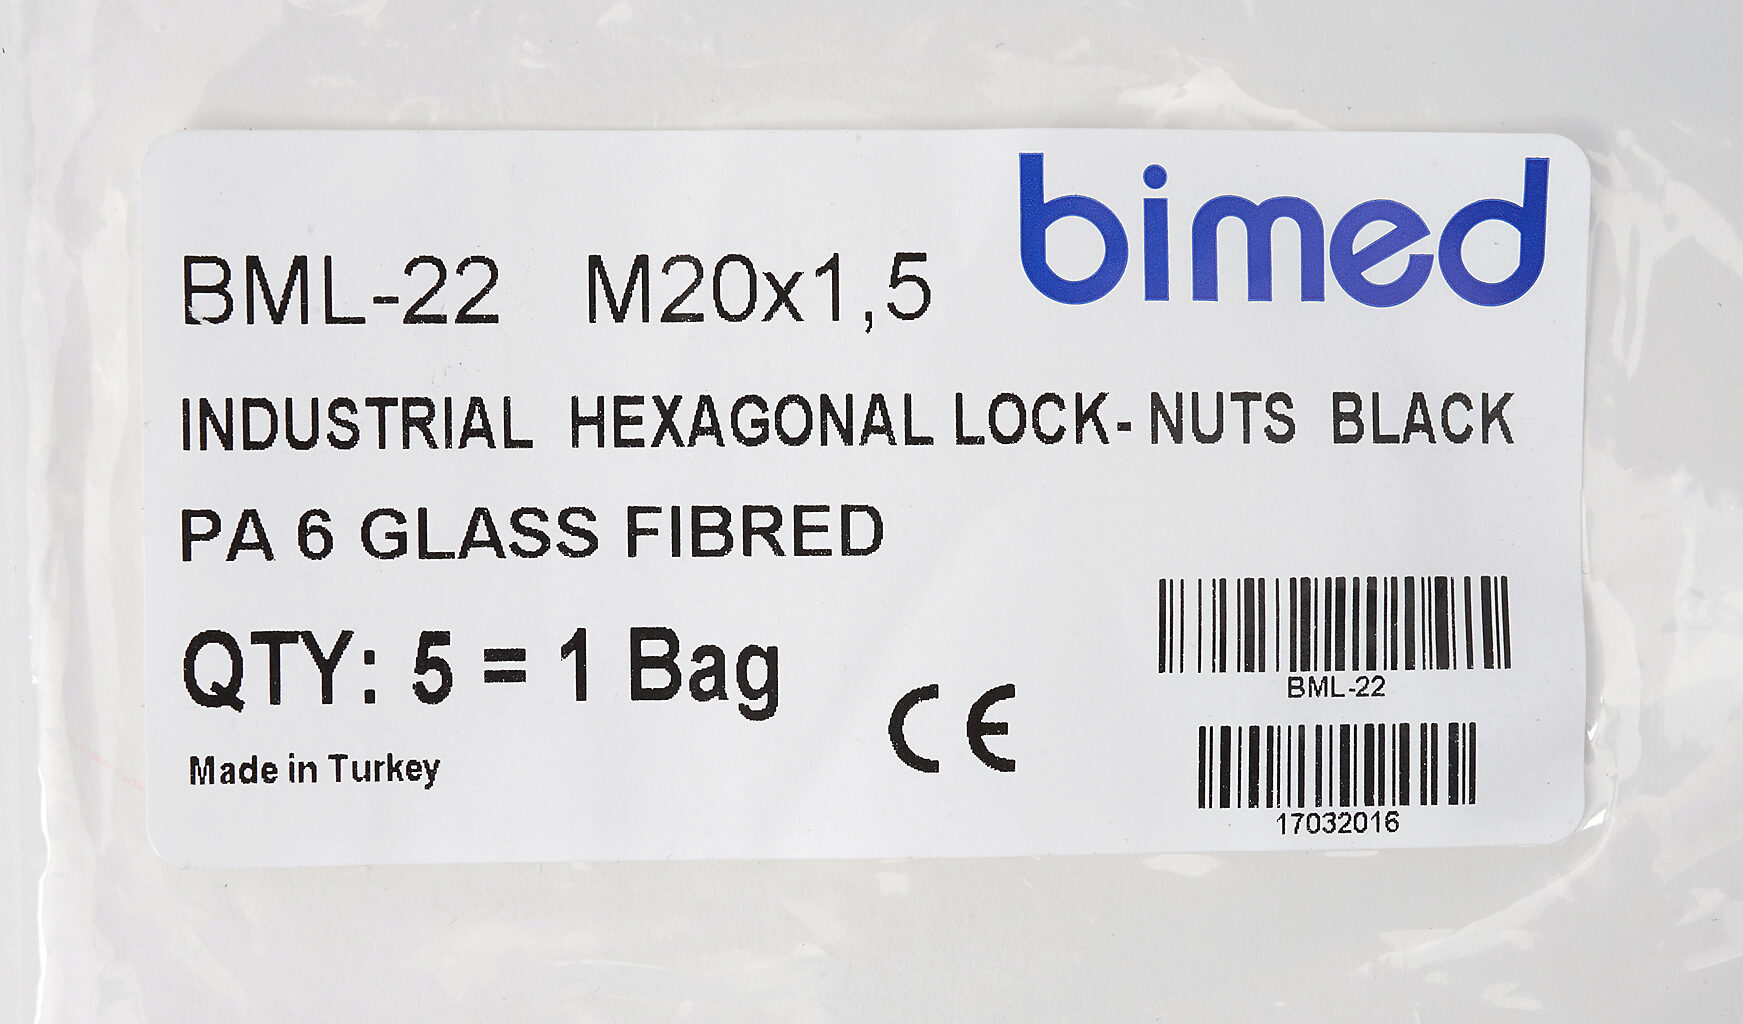 bimed
BML-22 M20x1,5
INDUSTRIAL HEXAGONAL LOCK-NUTS BLACK
PA 6 GLASS FIBRED
QTY: 5 = 1 Bag
BML-22
CE
Made in Turkey
17032016